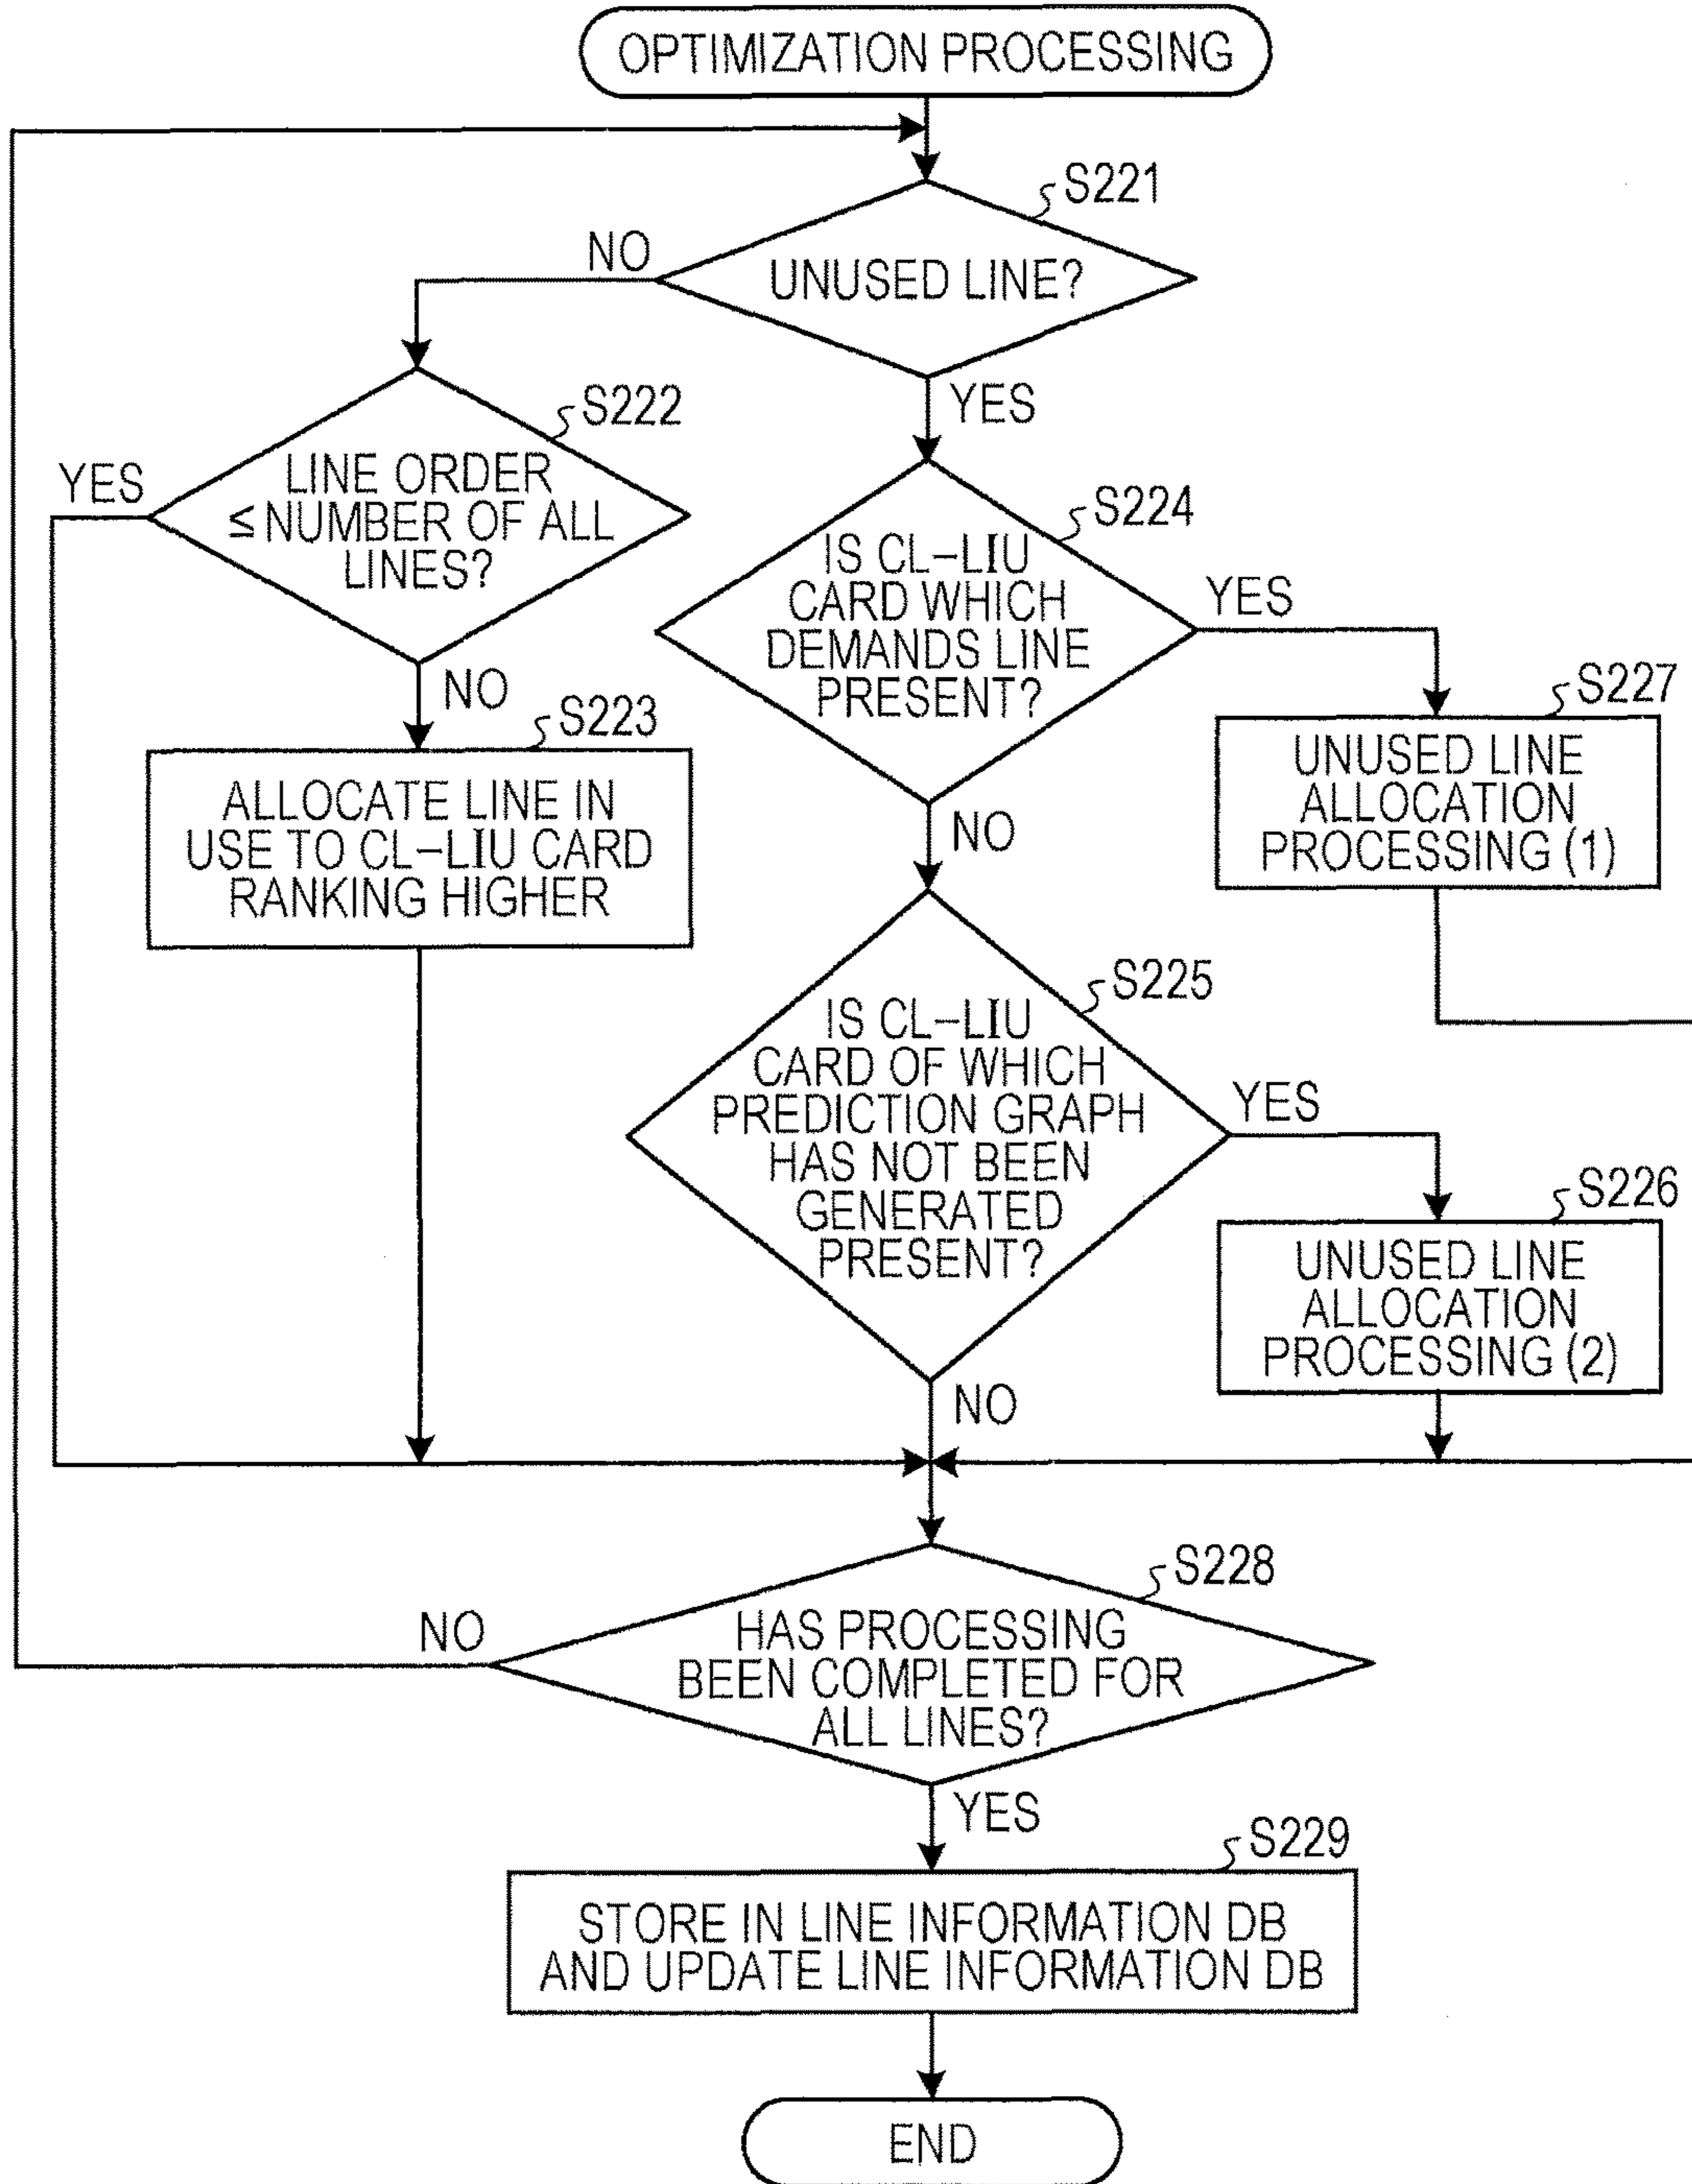 OPTIMIZATION PROCESSING
S221
UNUSED LINE?
NO
YES
S222
LINE ORDER
≤ NUMBER OF ALL
LINES?
YES
NO
S223
ALLOCATE LINE IN
USE TO CL-LIU CARD
RANKING HIGHER
S224
IS CL-LIU
CARD WHICH
DEMANDS LINE
PRESENT?
YES
NO
S227
UNUSED LINE
ALLOCATION
PROCESSING (1)
S225
IS CL-LIU
CARD OF WHICH
PREDICTION GRAPH
HAS NOT BEEN
GENERATED
PRESENT?
YES
NO
S226
UNUSED LINE
ALLOCATION
PROCESSING (2)
S228
HAS PROCESSING
BEEN COMPLETED FOR
ALL LINES?
NO
YES
S229
STORE IN LINE INFORMATION DB
AND UPDATE LINE INFORMATION DB
END